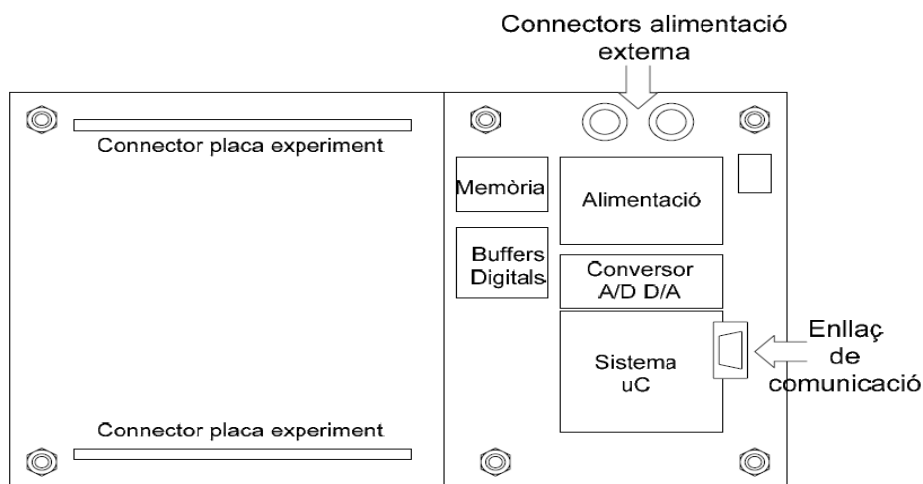 Connectors alimentació
externa
Connector placa experiment
Memòria
Alimentació
Buffers
Digitals
Conversor
A/D D/A
Sistema
uC
Enllaç
de
comunicació
Connector placa experiment